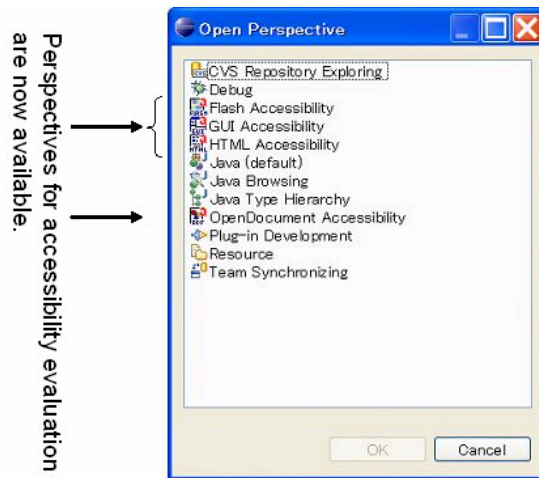 Perspectives for accessibility evaluation
are now available.
Open Perspective
CVS Repository Exploring
Debug
Flash Accessibility
GUI Accessibility
HTML Accessibility
Java (default)
Java Browsing
Java Type Hierarchy
OpenDocument Accessibility
Plug-in Development
Resource
Team Synchronizing
OK
Cancel